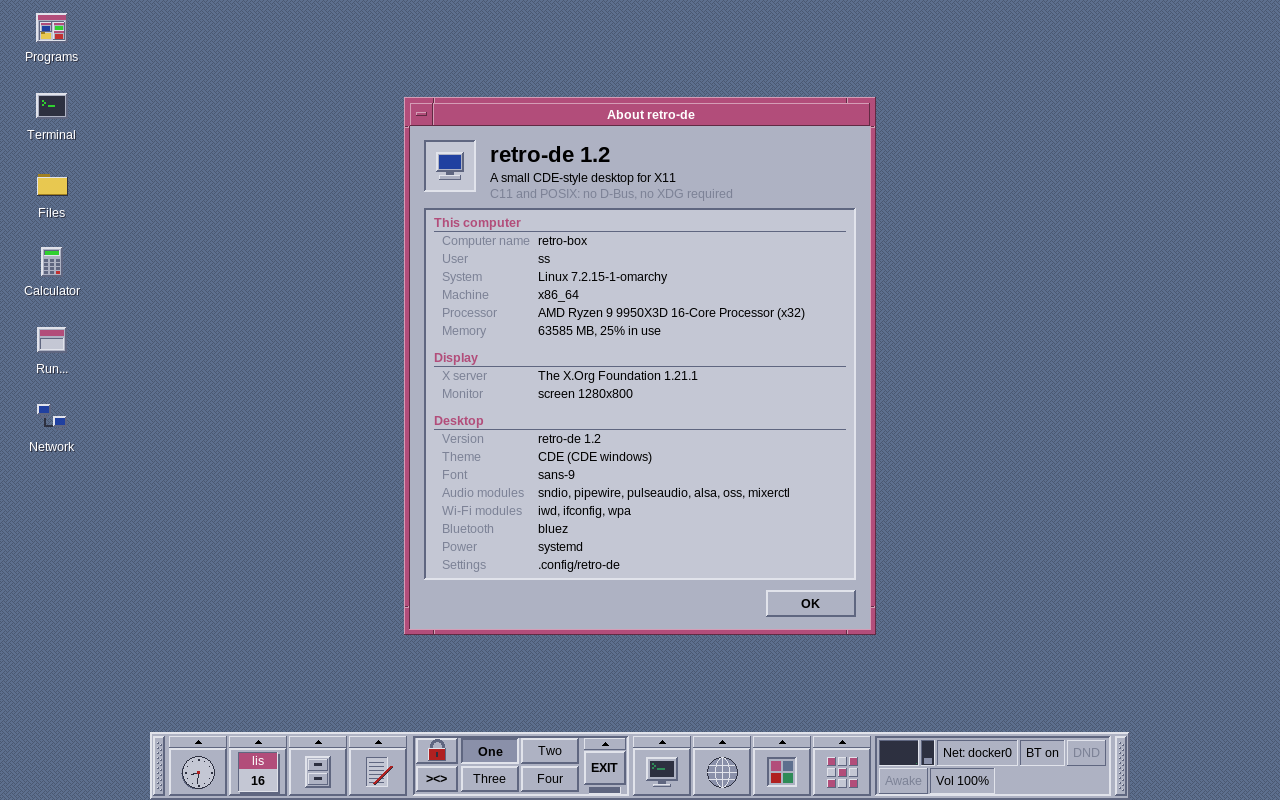 Programs
Terminal
Files
Calculator
Run...
Network
About retro-de
retro-de 1.2
A small CDE-style desktop for X11
C11 and POSIX: no D-Bus, no XDG required
This computer
Computer name retro-box
User ss
System Linux 7.2.15-1-omarchy
Machine x86_64
Processor AMD Ryzen 9 9950X3D 16-Core Processor (x32)
Memory 63585 MB, 25% in use
Display
X server The X.Org Foundation 1.21.1
Monitor screen 1280x800
Desktop
Version retro-de 1.2
Theme CDE (CDE windows)
Font sans-9
Audio modules sndio, pipewire, pulseaudio, alsa, oss, mixerctl
Wi-Fi modules iwd, ifconfig, wpa
Bluetooth bluez
Power systemd
Settings .config/retro-de
OK
lis
16
One Two
>< Three Four
EXIT
Net: docker0 BT on DND
Awake Vol 100%